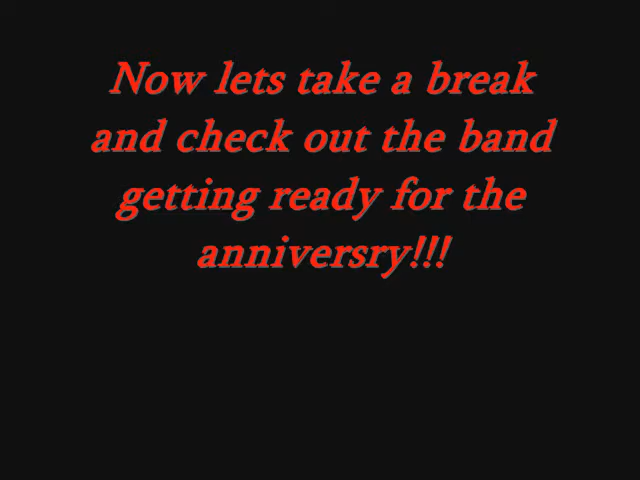 Now lets take a break
and check out the band
getting ready for the
anniversry!!!